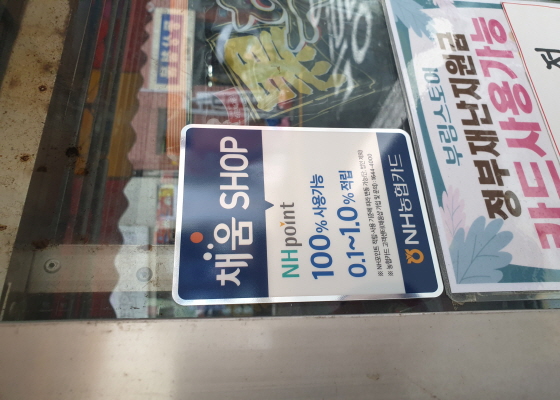 채움 SHOP
NHpoint
100% 사용가능
0.1~1.0% 적립
NH농협카드
부림스토어
정부재난지원금
카드사용가능